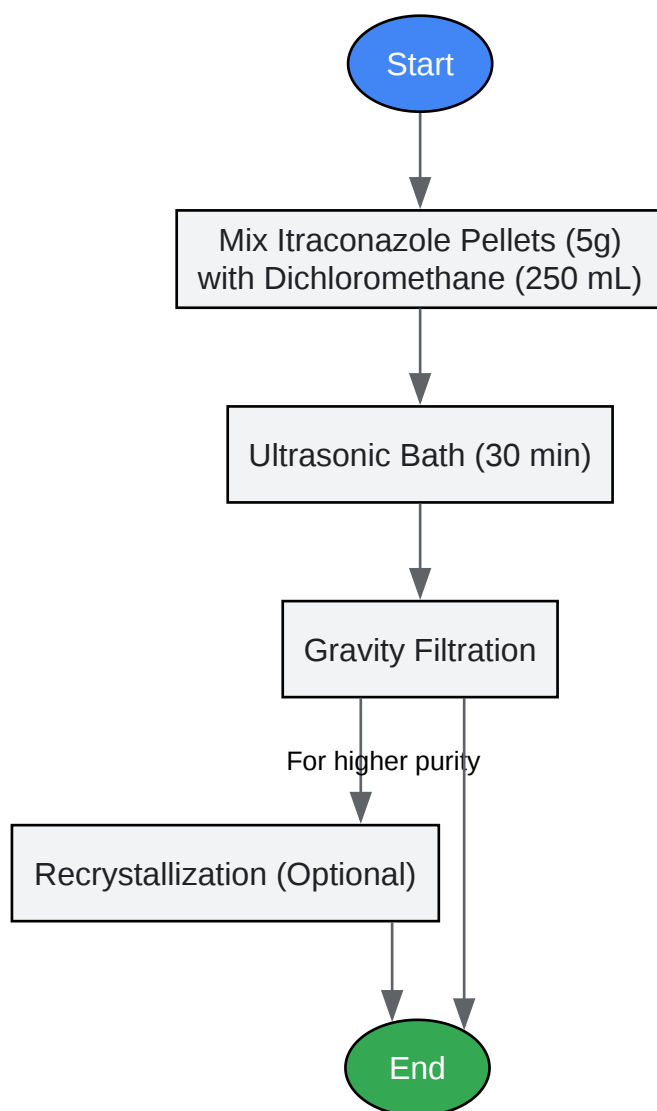 Start
Mix Itraconazole Pellets (5g)
with Dichloromethane (250 mL)
Ultrasonic Bath (30 min)
Gravity Filtration
For higher purity
Recrystallization (Optional)
End